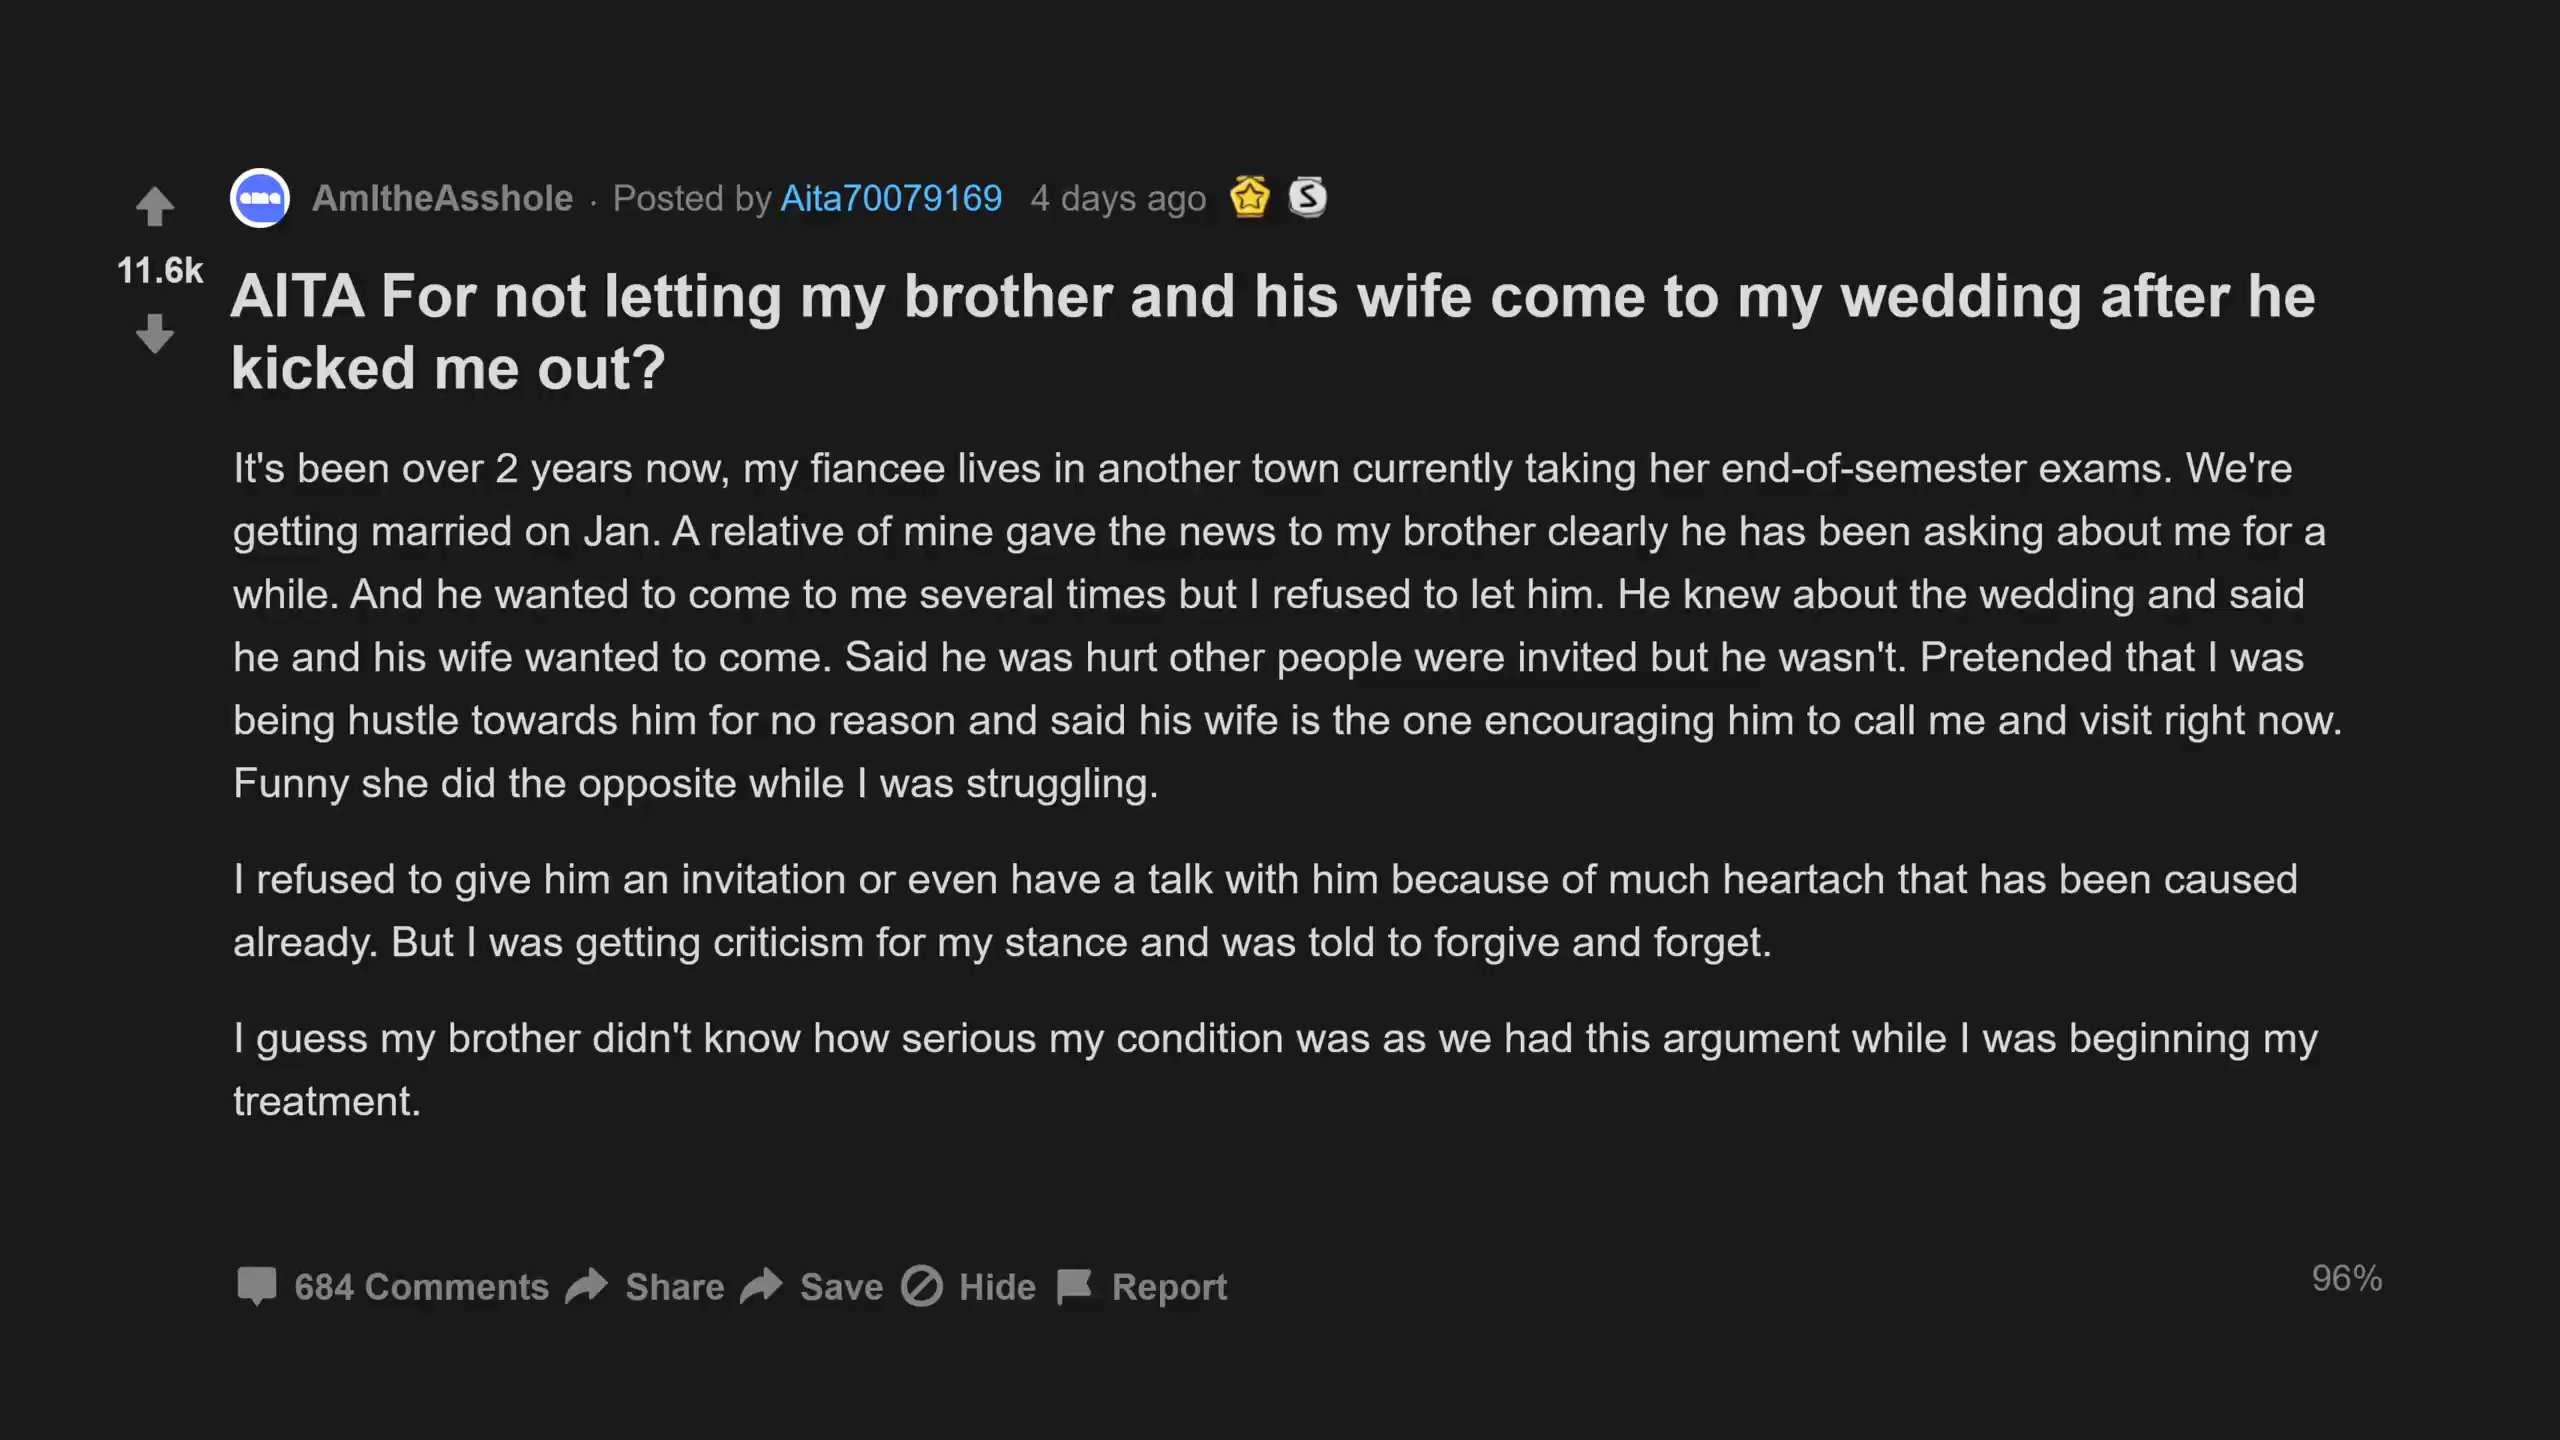 ama AmItheAsshole · Posted by Aita70079169 4 days ago S
11.6k
AITA For not letting my brother and his wife come to my wedding after he
kicked me out?
It's been over 2 years now, my fiancee lives in another town currently taking her end-of-semester exams. We're
getting married on Jan. A relative of mine gave the news to my brother clearly he has been asking about me for a
while. And he wanted to come to me several times but I refused to let him. He knew about the wedding and said
he and his wife wanted to come. Said he was hurt other people were invited but he wasn't. Pretended that I was
being hustle towards him for no reason and said his wife is the one encouraging him to call me and visit right now.
Funny she did the opposite while I was struggling.
I refused to give him an invitation or even have a talk with him because of much heartach that has been caused
already. But I was getting criticism for my stance and was told to forgive and forget.
I guess my brother didn't know how serious my condition was as we had this argument while I was beginning my
treatment.
684 Comments Share Save Hide Report 96%